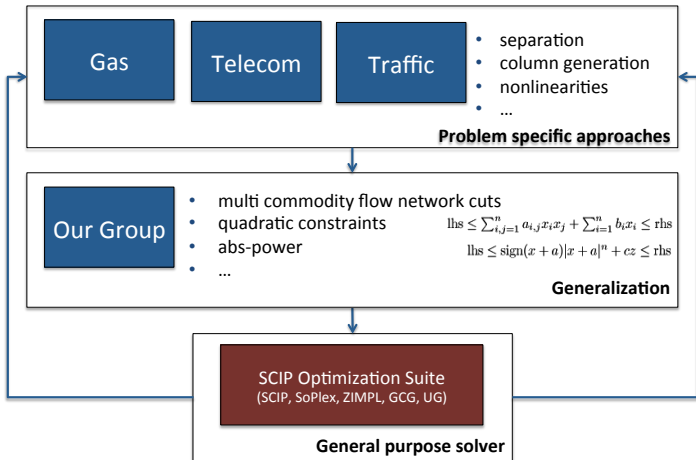 Gas
Telecom
Traffic
• separation
• column generation
• nonlinearities
• ...
Problem specific approaches
Our Group
• multi commodity flow network cuts
• quadratic constraints
• abs-power
• ...
lhs ≤ ∑ⁿᵢ,ⱼ₌₁ aᵢ,ⱼxᵢxⱼ + ∑ⁿᵢ₌₁ bᵢxᵢ ≤ rhs
lhs ≤ sign(x + a)|x + a|ⁿ + cz ≤ rhs
Generalization
SCIP Optimization Suite
(SCIP, SoPlex, ZIMPL, GCG, UG)
General purpose solver